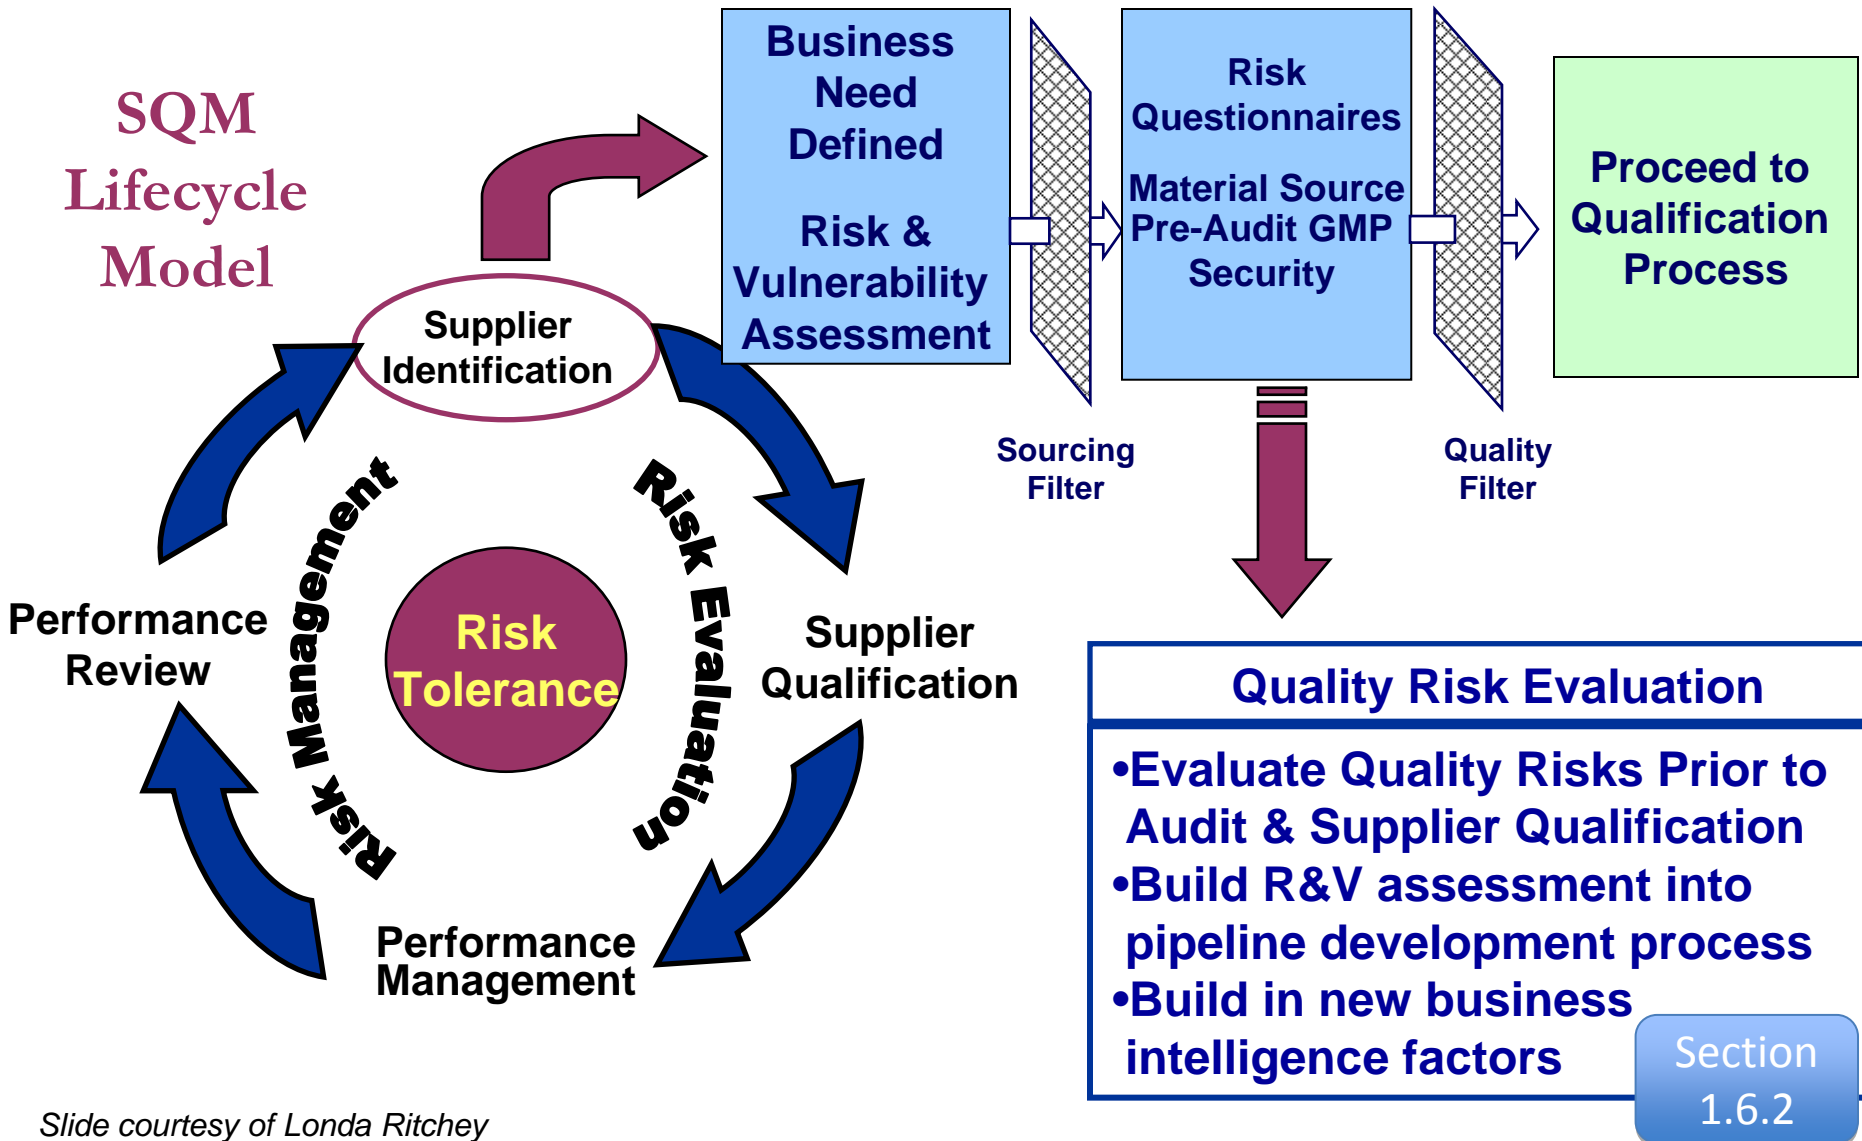 SQM
Lifecycle
Model
Business
Need
Defined
Risk &
Vulnerability
Assessment
Risk
Questionnaires
Material Source
Pre-Audit GMP
Security
Proceed to
Qualification
Process
Sourcing
Filter
Quality
Filter
Supplier
Identification
Risk Management
Risk Evaluation
Risk
Tolerance
Performance
Review
Supplier
Qualification
Performance
Management
Quality Risk Evaluation
•Evaluate Quality Risks Prior to
Audit & Supplier Qualification
•Build R&V assessment into
pipeline development process
•Build in new business
intelligence factors
Section
1.6.2
Slide courtesy of Londa Ritchey